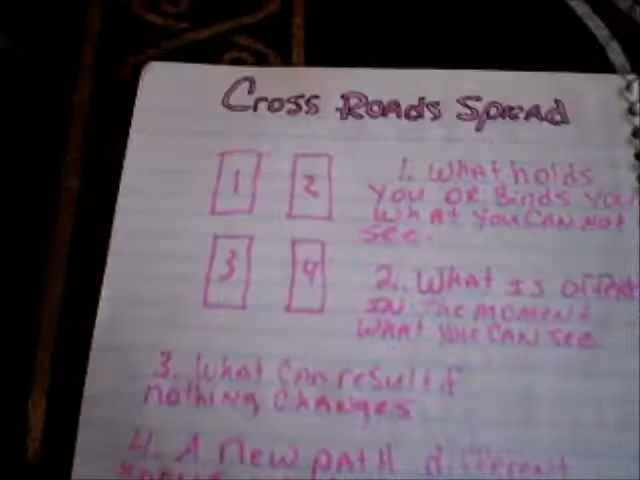 Cross Roads Spread
1 2
3 4
1. What holds
you or Binds you
what you can not
see.
2. What is
in the moment
what you can see
3. What can result if
nothing changes
4. A new path different